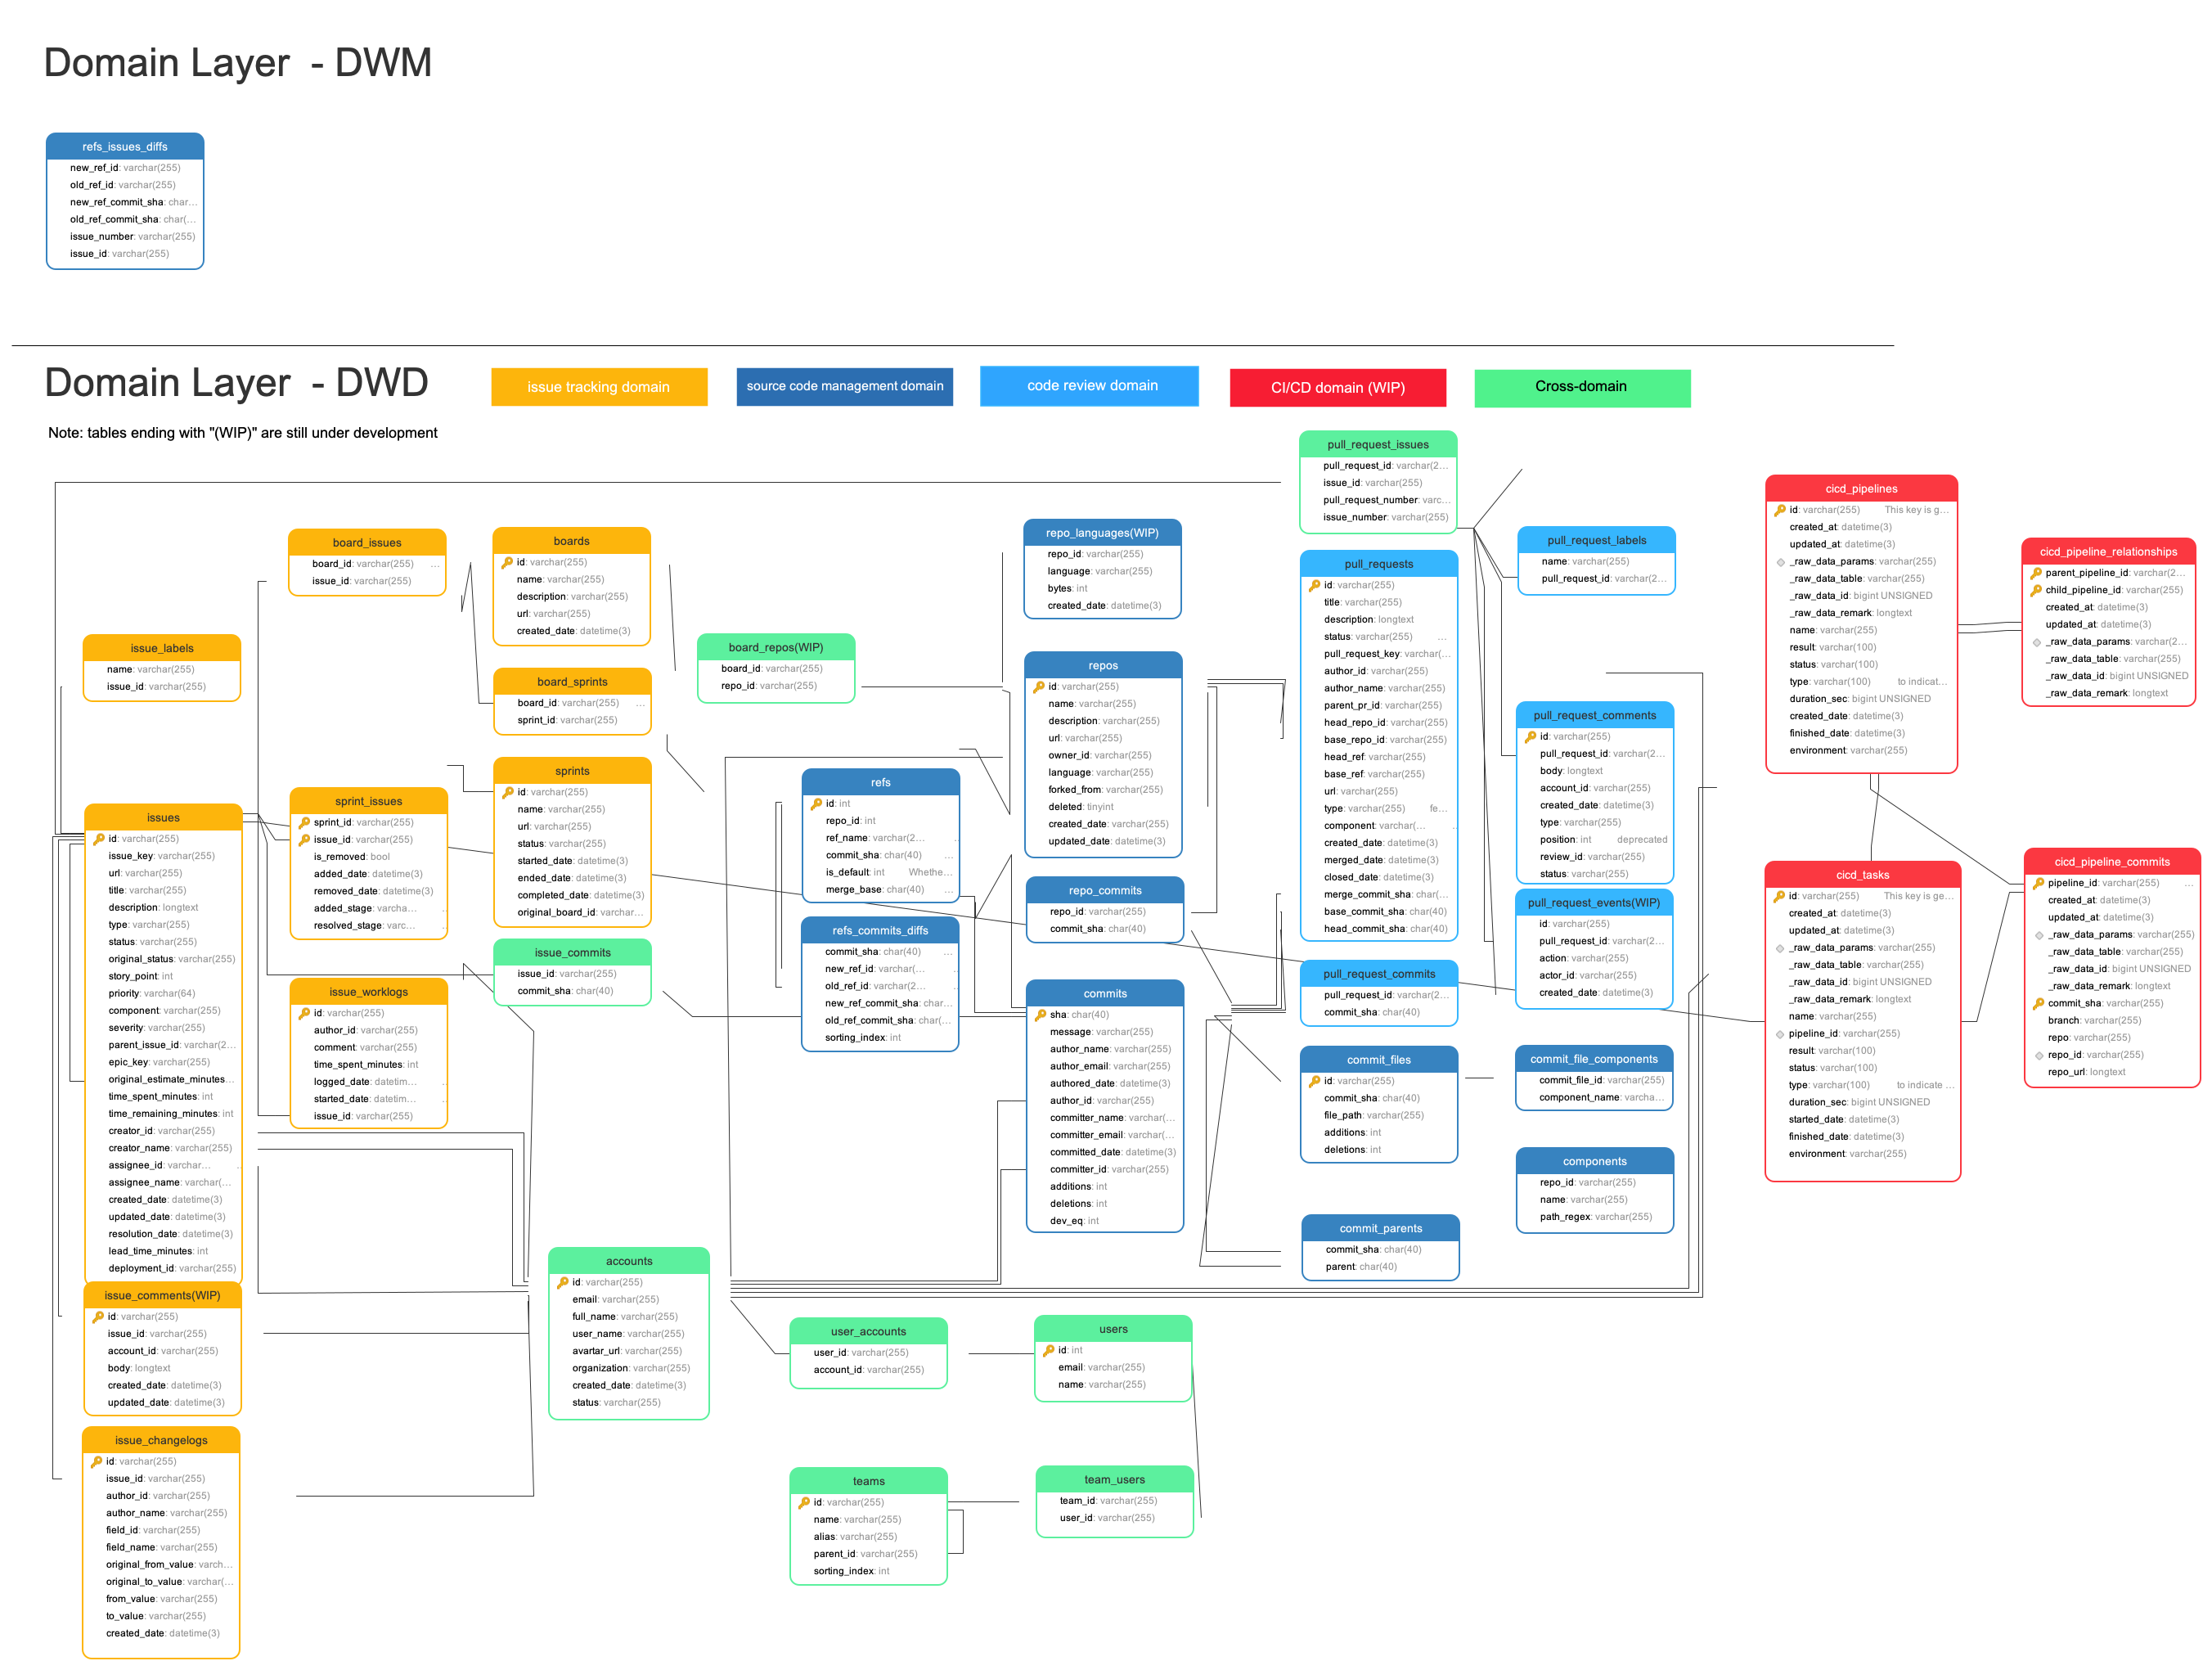 Domain Layer - DWM
refs_issues_diffs
new_ref_id: varchar(255)
old_ref_id: varchar(255)
new_ref_commit_sha: char...
old_ref_commit_sha: char(...
issue_number: varchar(255)
issue_id: varchar(255)
Domain Layer - DWD
issue tracking domain
source code management domain
code review domain
CI/CD domain (WIP)
Cross-domain
Note: tables ending with "(WIP)" are still under development
issue_labels
name: varchar(255)
issue_id: varchar(255)
issues
id: varchar(255)
issue_key: varchar(255)
url: varchar(255)
title: varchar(255)
description: longtext
type: varchar(255)
status: varchar(255)
original_status: varchar(255)
story_point: int
priority: varchar(64)
component: varchar(255)
severity: varchar(255)
parent_issue_id: varchar(2...
epic_key: varchar(255)
original_estimate_minutes...
time_spent_minutes: int
time_remaining_minutes: int
creator_id: varchar(255)
creator_name: varchar(255)
assignee_id: varchar... ..
assignee_name: varchar(...
created_date: datetime(3)
updated_date: datetime(3)
resolution_date: datetime(3)
lead_time_minutes: int
deployment_id: varchar(255)
issue_comments(WIP)
id: varchar(255)
issue_id: varchar(255)
account_id: varchar(255)
body: longtext
created_date: datetime(3)
updated_date: datetime(3)
issue_changelogs
id: varchar(255)
issue_id: varchar(255)
author_id: varchar(255)
author_name: varchar(255)
field_id: varchar(255)
field_name: varchar(255)
original_from_value: varch...
original_to_value: varchar(...
from_value: varchar(255)
to_value: varchar(255)
created_date: datetime(3)
board_issues
board_id: varchar(255) ...
issue_id: varchar(255)
sprint_issues
sprint_id: varchar(255)
issue_id: varchar(255)
is_removed: bool
added_date: datetime(3)
removed_date: datetime(3)
added_stage: varcha... ..
resolved_stage: varc... ..
issue_worklogs
id: varchar(255)
author_id: varchar(255)
comment: varchar(255)
time_spent_minutes: int
logged_date: datetim... ..
started_date: datetim... ..
issue_id: varchar(255)
boards
id: varchar(255)
name: varchar(255)
description: varchar(255)
url: varchar(255)
created_date: datetime(3)
board_sprints
board_id: varchar(255) ...
sprint_id: varchar(255)
sprints
id: varchar(255)
name: varchar(255)
url: varchar(255)
status: varchar(255)
started_date: datetime(3)
ended_date: datetime(3)
completed_date: datetime(3)
original_board_id: varchar...
issue_commits
issue_id: varchar(255)
commit_sha: char(40)
accounts
id: varchar(255)
email: varchar(255)
full_name: varchar(255)
user_name: varchar(255)
avartar_url: varchar(255)
organization: varchar(255)
created_date: datetime(3)
status: varchar(255)
board_repos(WIP)
board_id: varchar(255)
repo_id: varchar(255)
refs
id: int
repo_id: int
ref_name: varchar(2... ..
commit_sha: char(40) ...
is_default: int Whethe...
merge_base: char(40) ...
refs_commits_diffs
commit_sha: char(40) ...
new_ref_id: varchar(... ..
old_ref_id: varchar(2... ..
new_ref_commit_sha: char...
old_ref_commit_sha: char(...
sorting_index: int
user_accounts
user_id: varchar(255)
account_id: varchar(255)
teams
id: varchar(255)
name: varchar(255)
alias: varchar(255)
parent_id: varchar(255)
sorting_index: int
repo_languages(WIP)
repo_id: varchar(255)
language: varchar(255)
bytes: int
created_date: datetime(3)
repos
id: varchar(255)
name: varchar(255)
description: varchar(255)
url: varchar(255)
owner_id: varchar(255)
language: varchar(255)
forked_from: varchar(255)
deleted: tinyint
created_date: varchar(255)
updated_date: datetime(3)
repo_commits
repo_id: varchar(255)
commit_sha: char(40)
commits
sha: char(40)
message: varchar(255)
author_name: varchar(255)
author_email: varchar(255)
authored_date: datetime(3)
author_id: varchar(255)
committer_name: varchar(...
committer_email: varchar(...
committed_date: datetime(3)
committer_id: varchar(255)
additions: int
deletions: int
dev_eq: int
users
id: int
email: varchar(255)
name: varchar(255)
team_users
team_id: varchar(255)
user_id: varchar(255)
pull_request_issues
pull_request_id: varchar(2...
issue_id: varchar(255)
pull_request_number: varc...
issue_number: varchar(255)
pull_requests
id: varchar(255)
title: varchar(255)
description: longtext
status: varchar(255) ...
pull_request_key: varchar(...
author_id: varchar(255)
author_name: varchar(255)
parent_pr_id: varchar(255)
head_repo_id: varchar(255)
base_repo_id: varchar(255)
head_ref: varchar(255)
base_ref: varchar(255)
url: varchar(255)
type: varchar(255) fe...
component: varchar(... ..
created_date: datetime(3)
merged_date: datetime(3)
closed_date: datetime(3)
merge_commit_sha: char(...
base_commit_sha: char(40)
head_commit_sha: char(40)
pull_request_commits
pull_request_id: varchar(2...
commit_sha: char(40)
commit_files
id: varchar(255)
commit_sha: char(40)
file_path: varchar(255)
additions: int
deletions: int
commit_parents
commit_sha: char(40)
parent: char(40)
pull_request_labels
name: varchar(255)
pull_request_id: varchar(2...
pull_request_comments
id: varchar(255)
pull_request_id: varchar(2...
body: longtext
account_id: varchar(255)
created_date: datetime(3)
type: varchar(255)
position: int deprecated
review_id: varchar(255)
status: varchar(255)
pull_request_events(WIP)
id: varchar(255)
pull_request_id: varchar(2...
action: varchar(255)
actor_id: varchar(255)
created_date: datetime(3)
commit_file_components
commit_file_id: varchar(255)
component_name: varcha...
components
repo_id: varchar(255)
name: varchar(255)
path_regex: varchar(255)
cicd_pipelines
id: varchar(255) This key is g...
created_at: datetime(3)
updated_at: datetime(3)
_raw_data_params: varchar(255)
_raw_data_table: varchar(255)
_raw_data_id: bigint UNSIGNED
_raw_data_remark: longtext
name: varchar(255)
result: varchar(100)
status: varchar(100)
type: varchar(100) to indicat...
duration_sec: bigint UNSIGNED
created_date: datetime(3)
finished_date: datetime(3)
environment: varchar(255)
cicd_tasks
id: varchar(255) This key is ge...
created_at: datetime(3)
updated_at: datetime(3)
_raw_data_params: varchar(255)
_raw_data_table: varchar(255)
_raw_data_id: bigint UNSIGNED
_raw_data_remark: longtext
name: varchar(255)
pipeline_id: varchar(255)
result: varchar(100)
status: varchar(100)
type: varchar(100) to indicate ...
duration_sec: bigint UNSIGNED
started_date: datetime(3)
finished_date: datetime(3)
environment: varchar(255)
cicd_pipeline_relationships
parent_pipeline_id: varchar(2...
child_pipeline_id: varchar(255)
created_at: datetime(3)
updated_at: datetime(3)
_raw_data_params: varchar(2...
_raw_data_table: varchar(255)
_raw_data_id: bigint UNSIGNED
_raw_data_remark: longtext
cicd_pipeline_commits
pipeline_id: varchar(255) ...
created_at: datetime(3)
updated_at: datetime(3)
_raw_data_params: varchar(255)
_raw_data_table: varchar(255)
_raw_data_id: bigint UNSIGNED
_raw_data_remark: longtext
commit_sha: varchar(255)
branch: varchar(255)
repo: varchar(255)
repo_id: varchar(255)
repo_url: longtext